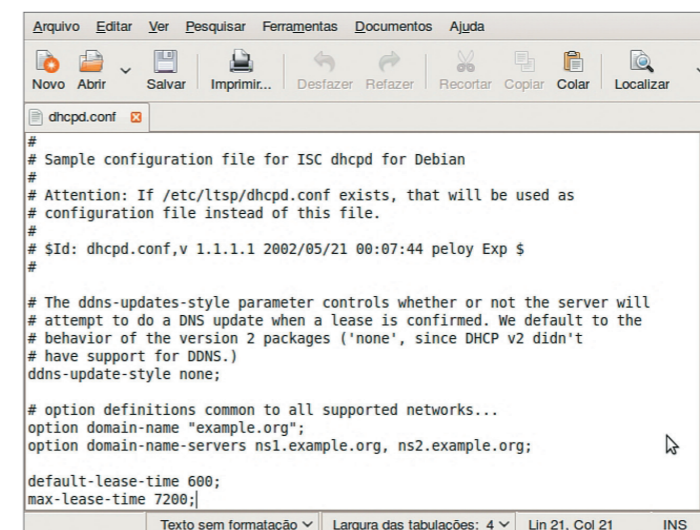 Arquivo Editar Ver Pesquisar Ferramentas Documentos Ajuda
Novo Abrir Salvar Imprimir... Desfazer Refazer Recortar Copiar Colar Localizar
dhcpd.conf
#
# Sample configuration file for ISC dhcpd for Debian
#
# Attention: If /etc/ltsp/dhcpd.conf exists, that will be used as
# configuration file instead of this file.
#
# $Id: dhcpd.conf,v 1.1.1.1 2002/05/21 00:07:44 peloy Exp $
#
# The ddns-updates-style parameter controls whether or not the server will
# attempt to do a DNS update when a lease is confirmed. We default to the
# behavior of the version 2 packages ('none', since DHCP v2 didn't
# have support for DDNS.)
ddns-update-style none;
# option definitions common to all supported networks...
option domain-name "example.org";
option domain-name-servers ns1.example.org, ns2.example.org;
default-lease-time 600;
max-lease-time 7200;
Texto sem formatação Largura das tabulações: 4 Lin 21, Col 21 INS